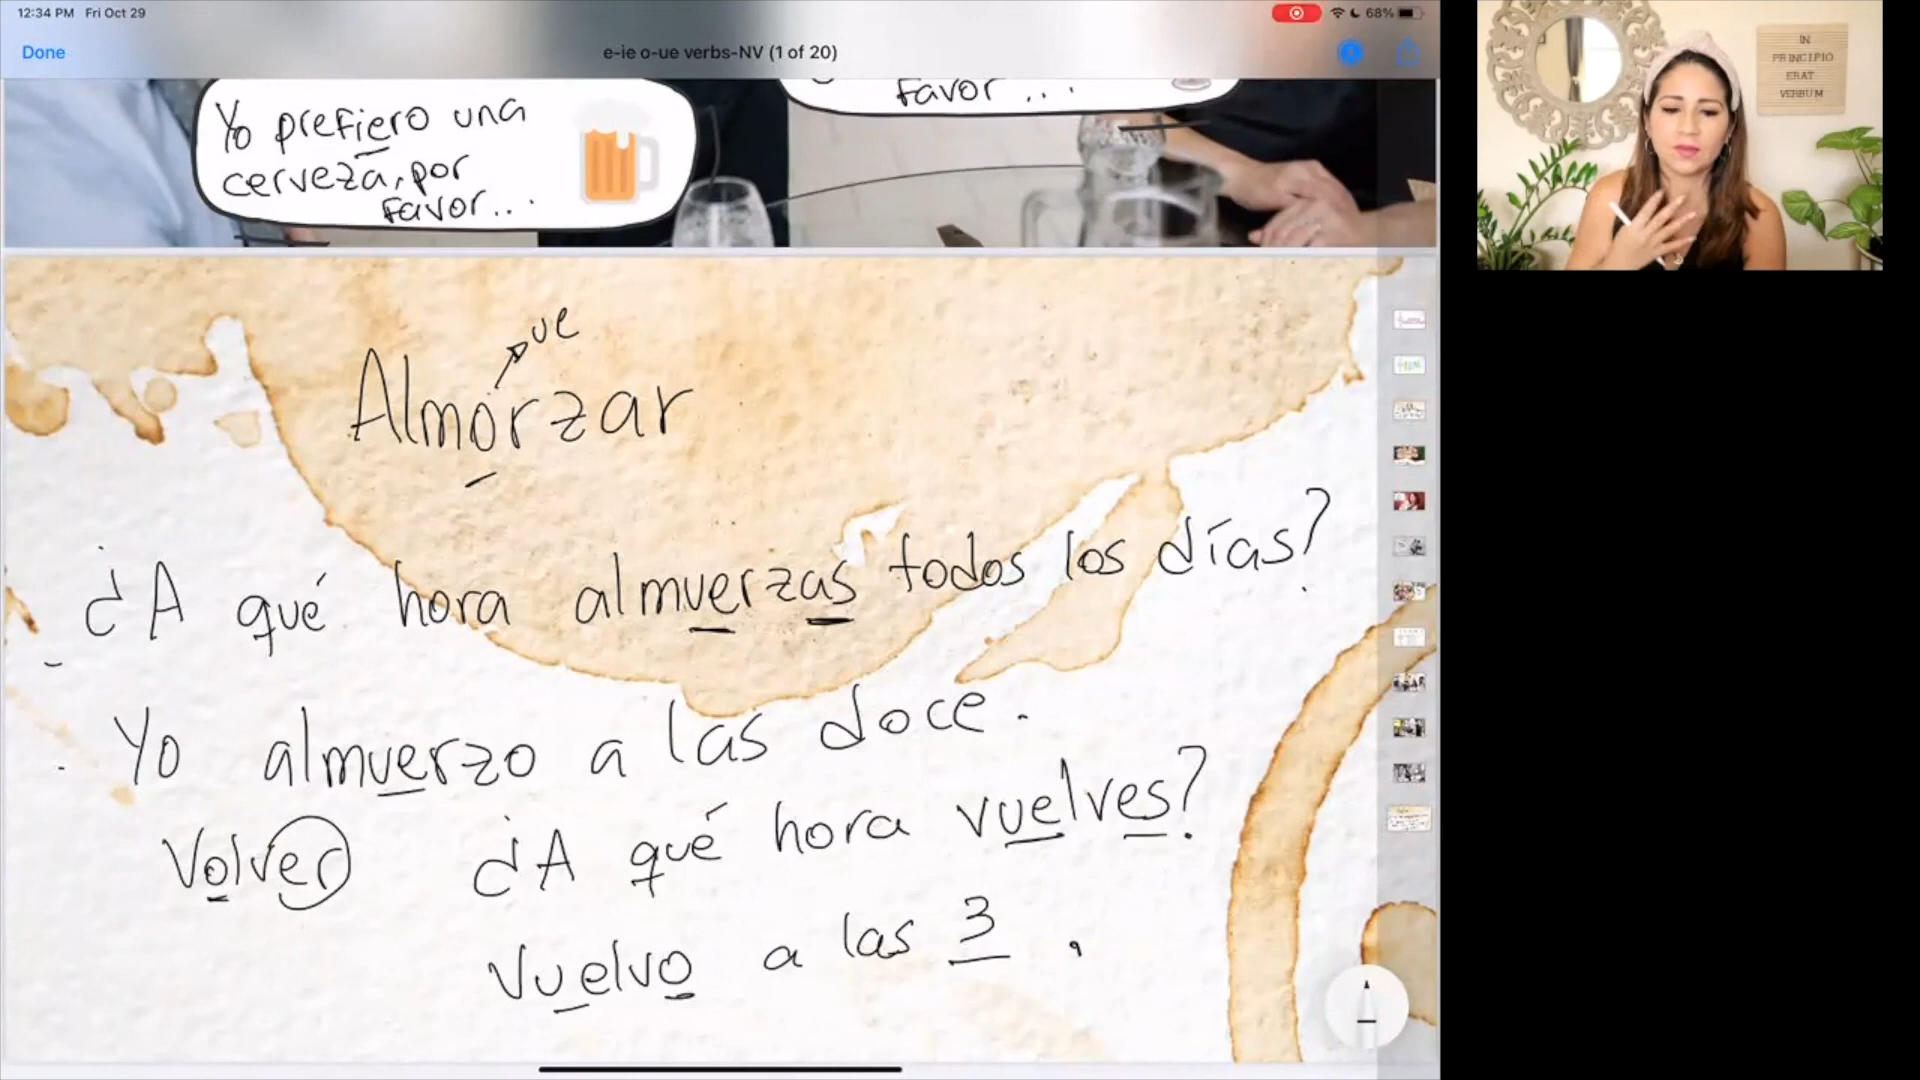 12:34 PM Fri Oct 29
68%
Done
e-ie o-ue verbs-NV (1 of 20)
Yo prefiero una
cerveza, por
favor...
favor...
IN
PRINCIPIO
ERAT
VERBUM
ue
Almorzar
¿A qué hora almuerzas todos los días?
Yo almuerzo a las doce.
Volver ¿A qué hora vuelves?
Vuelvo a las 3.